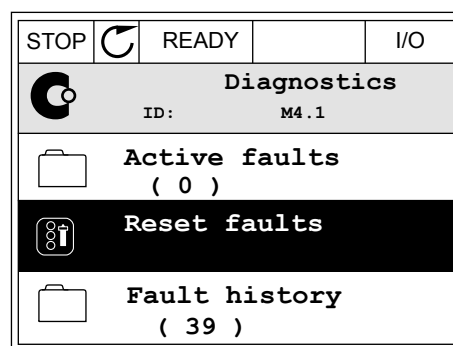 STOP READY I/O
Diagnostics
ID: M4.1
Active faults
( 0 )
Reset faults
Fault history
( 39 )